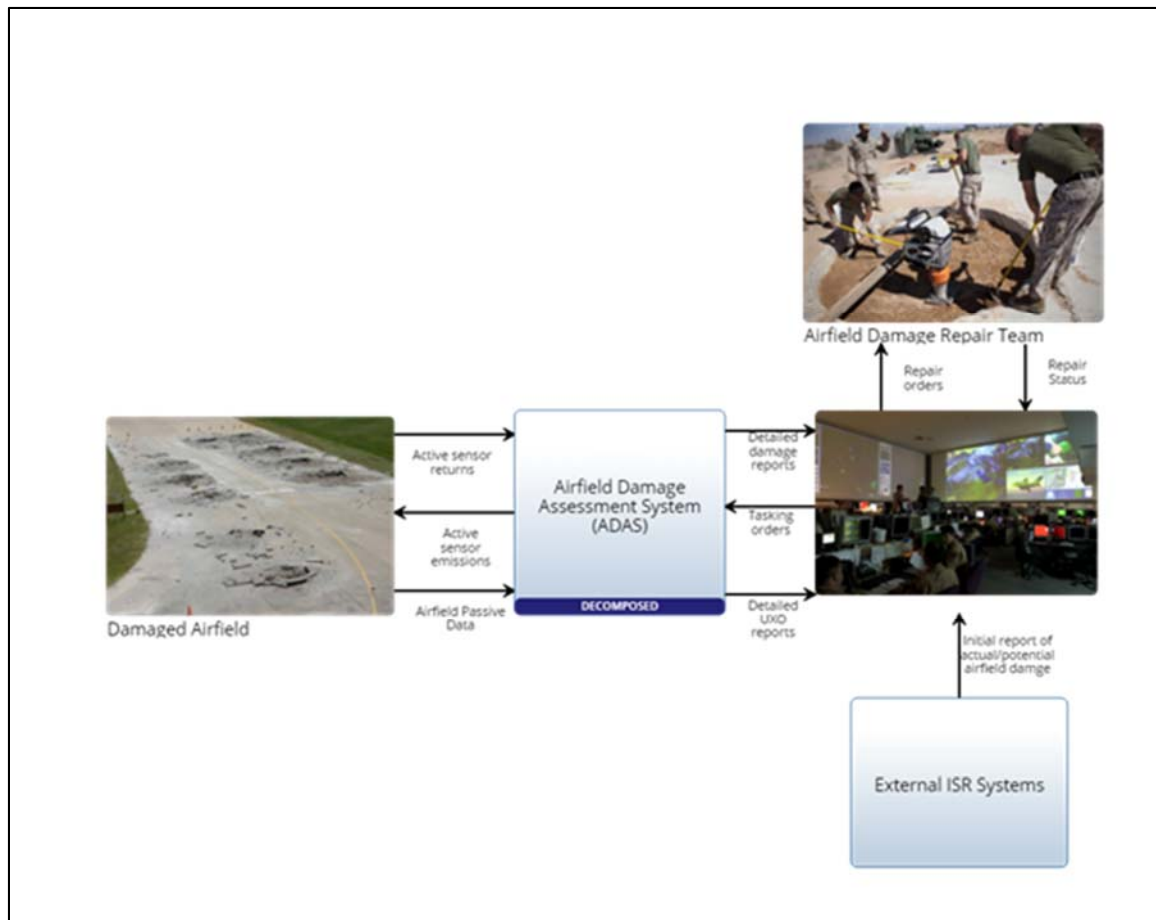 Airfield Damage Repair Team
Repair
orders
Repair
Status
Active sensor
returns
Airfield Damage
Assessment System
(ADAS)
Detailed
damage
reports
Active
sensor
emissions
Tasking
orders
DECOMPOSED
Damaged Airfield
Airfield Passive
Data
Detailed
UXO
reports
Initial report of
actual/potential
airfield damge
External ISR Systems